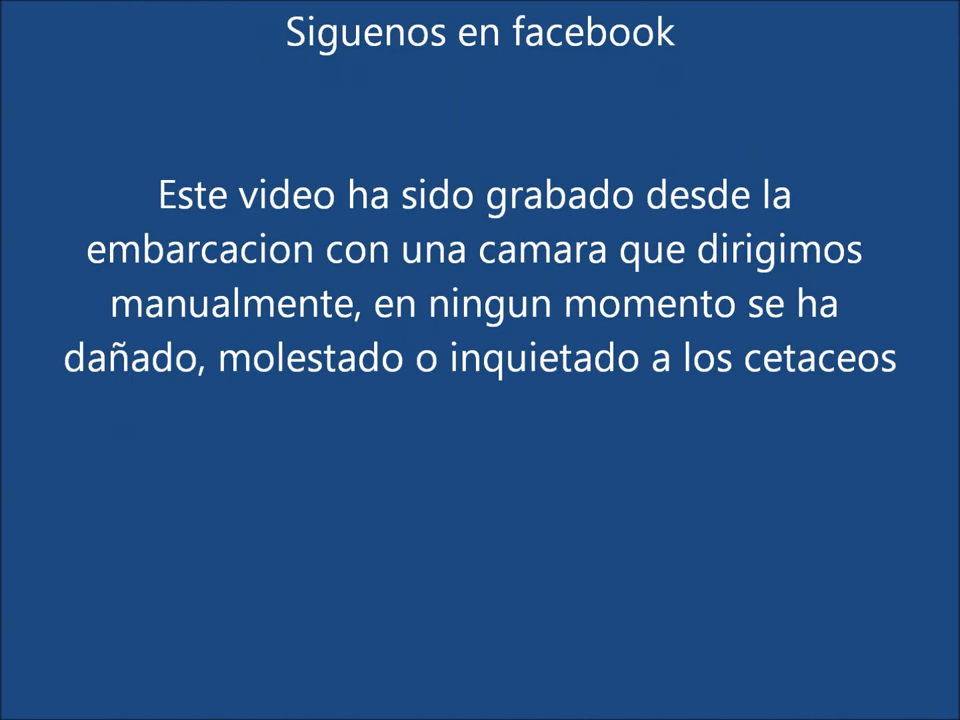 Siguenos en facebook
Este video ha sido grabado desde la
embarcacion con una camara que dirigimos
manualmente, en ningun momento se ha
dañado, molestado o inquietado a los cetaceos